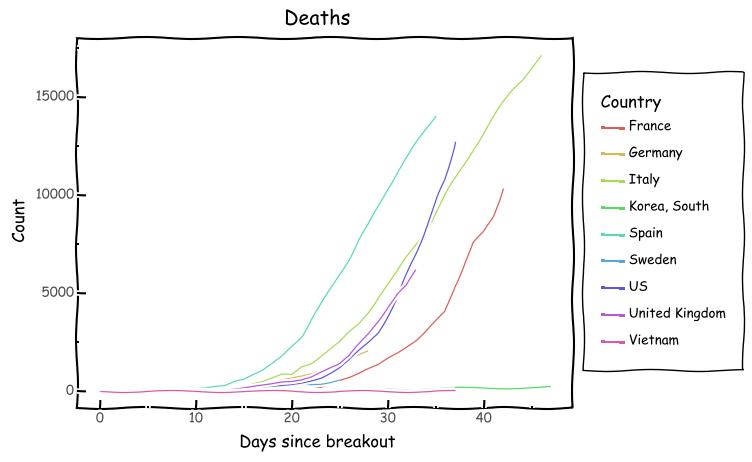 Deaths
Count
15000
10000
5000
0
0 10 20 30 40
Days since breakout
Country
France
Germany
Italy
Korea, South
Spain
Sweden
US
United Kingdom
Vietnam